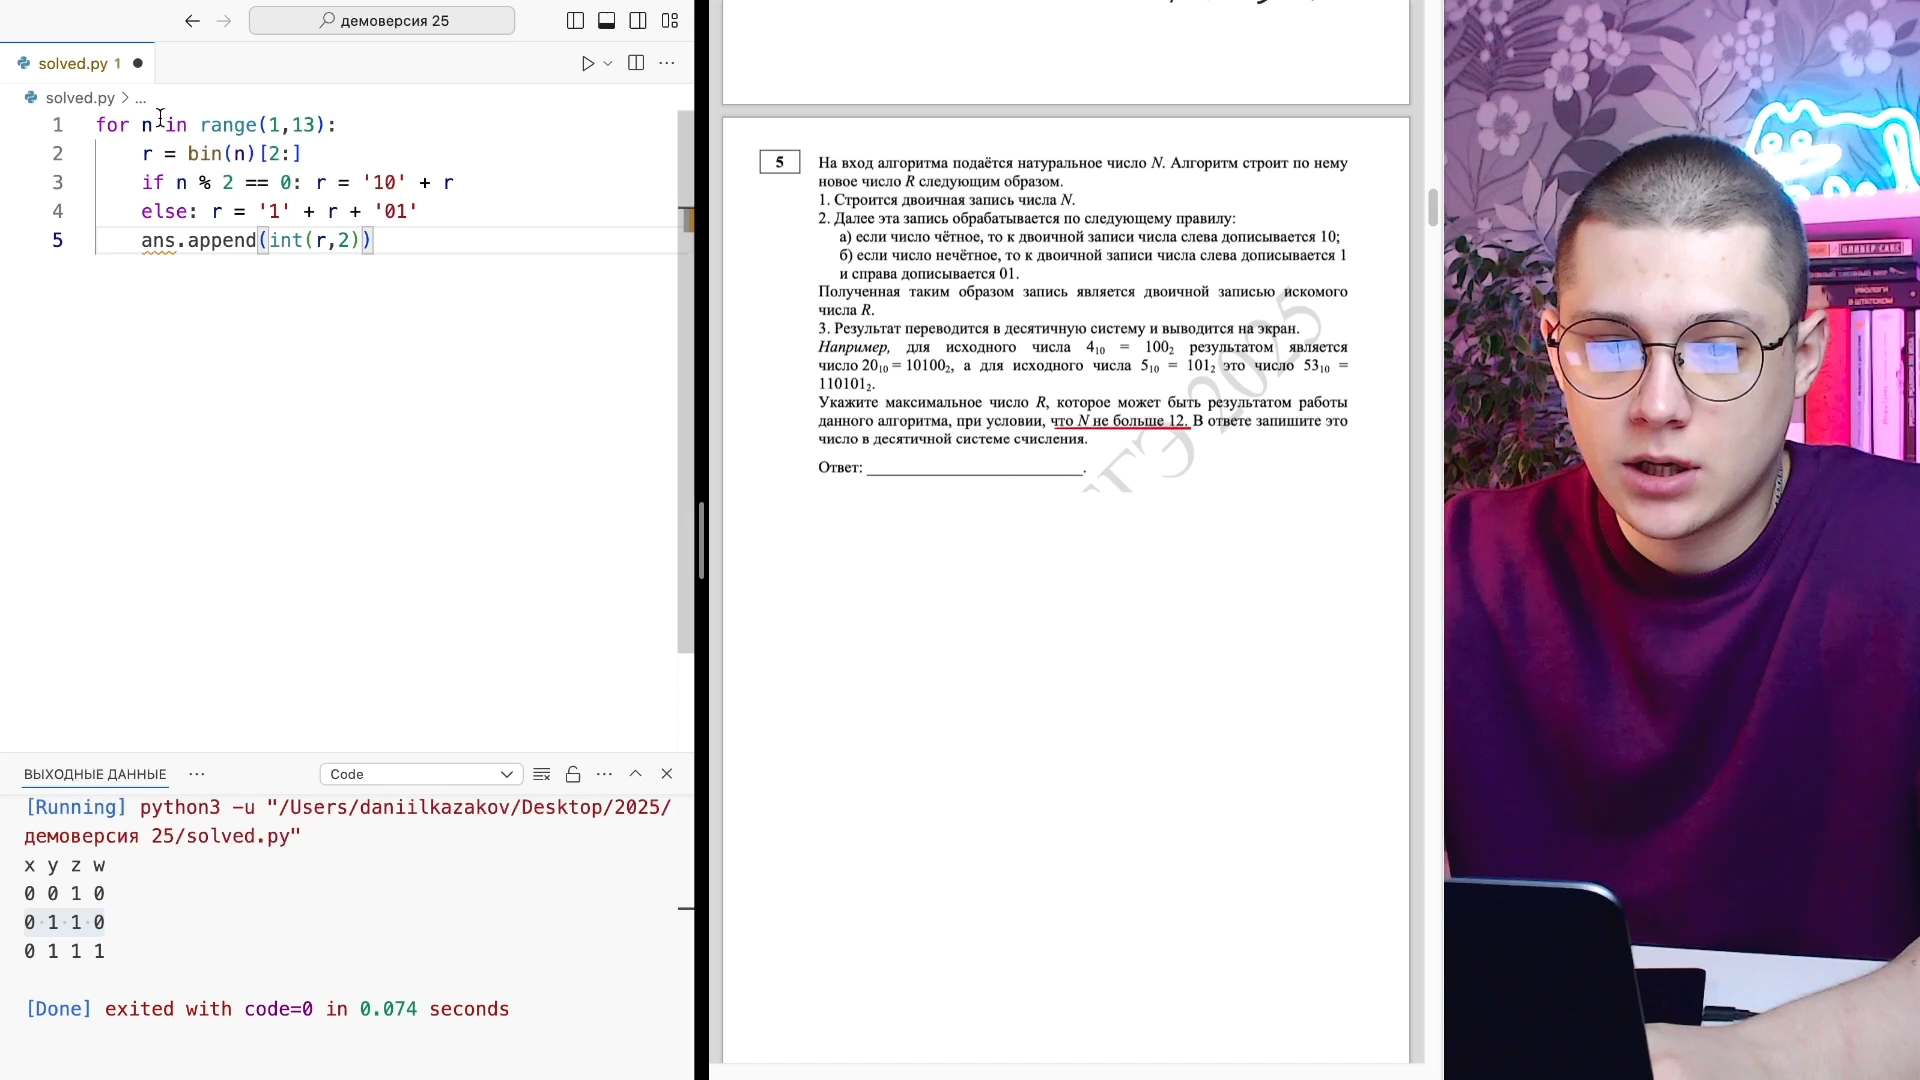 демоверсия 25
solved.py 1
solved.py > ...
1 for n in range(1,13):
2 r = bin(n)[2:]
3 if n % 2 == 0: r = '10' + r
4 else: r = '1' + r + '01'
5 ans.append(int(r,2))
ВЫХОДНЫЕ ДАННЫЕ
Code
[Running] python3 -u "/Users/daniilkazakov/Desktop/2025/
демоверсия 25/solved.py"
x y z w
0 0 1 0
0 1 1 0
0 1 1 1
[Done] exited with code=0 in 0.074 seconds
5
На вход алгоритма подаётся натуральное число N. Алгоритм строит по нему
новое число R следующим образом.
1. Строится двоичная запись числа N.
2. Далее эта запись обрабатывается по следующему правилу:
а) если число чётное, то к двоичной записи числа слева дописывается 10;
б) если число нечётное, то к двоичной записи числа слева дописывается 1
и справа дописывается 01.
Полученная таким образом запись является двоичной записью искомого
числа R.
3. Результат переводится в десятичную систему и выводится на экран.
Например, для исходного числа 4₁₀ = 100₂ результатом является
число 20₁₀ = 10100₂, а для исходного числа 5₁₀ = 101₂ это число 53₁₀ =
110101₂.
Укажите максимальное число R, которое может быть результатом работы
данного алгоритма, при условии, что N не больше 12. В ответе запишите это
число в десятичной системе счисления.
Ответ: ______________________.
ЕГЭ 2025